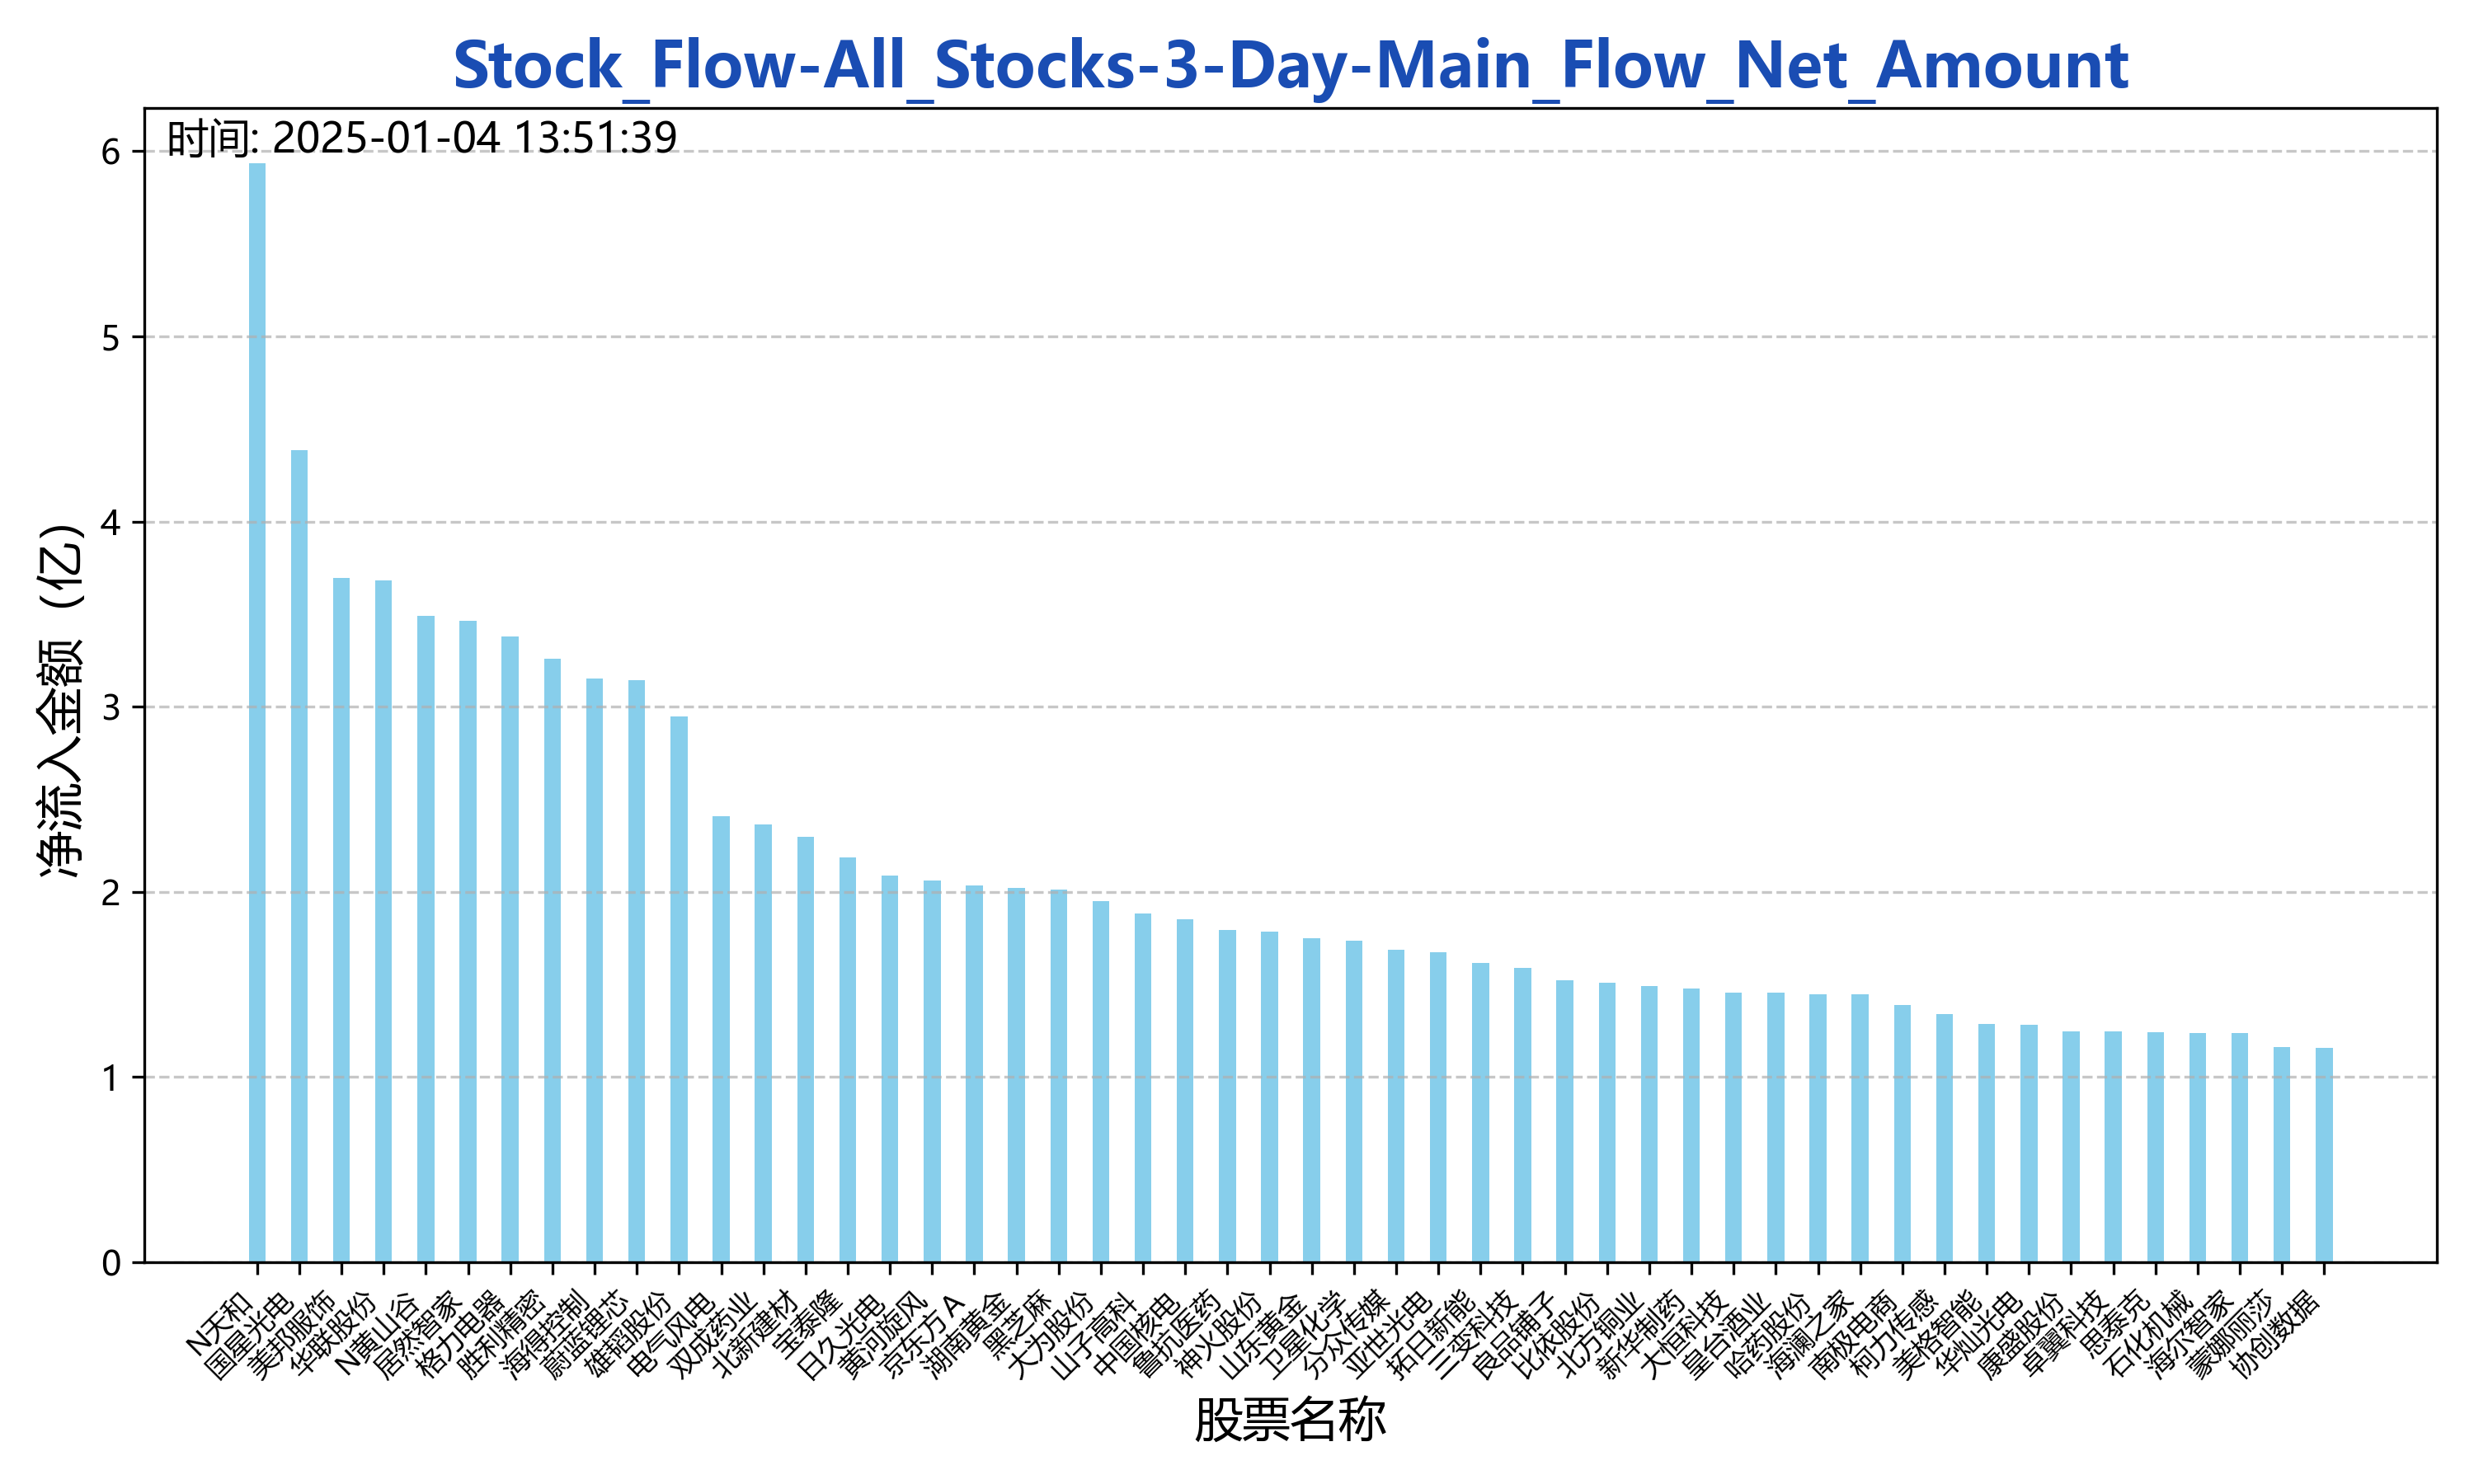 Stock_Flow-All_Stocks-3-Day-Main_Flow_Net_Amount
时间: 2025-01-04 13:51:39
净流入金额 (亿)
6
5
4
3
2
1
0
N天和
国星光电
美邦服饰
华联股份
N黄山谷
居然智家
格力电器
胜利精密
海得控制
蔚蓝锂芯
雄韬股份
电气风电
双成药业
北新建材
宝泰隆
日久光电
黄河旋风
京东方A
湖南黄金
黑芝麻
大为股份
山子高科
中国核电
鲁抗医药
神火股份
山东黄金
卫星化学
分众传媒
亚世光电
拓日新能
三变科技
良品铺子
比依股份
北方铜业
新华制药
大恒科技
皇台酒业
哈药股份
海澜之家
南极电商
柯力传感
美格智能
华灿光电
康盛股份
卓翼科技
思泰克
石化机械
海尔智家
蒙娜丽莎
协创数据
股票名称